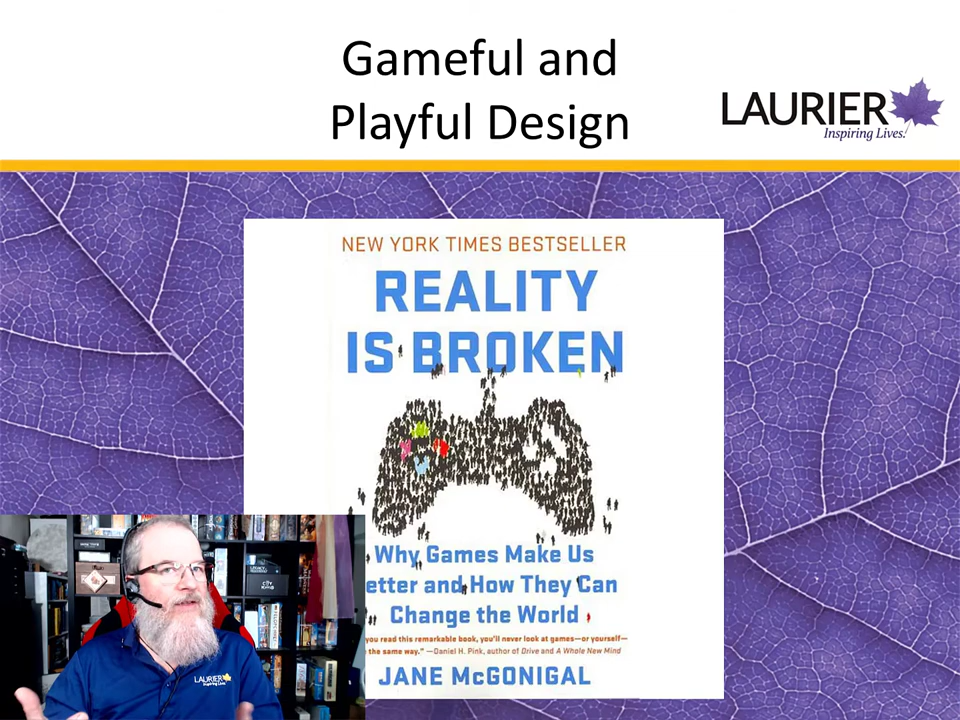 Gameful and
Playful Design
LAURIER
Inspiring Lives.
NEW YORK TIMES BESTSELLER
REALITY
IS BROKEN
Why Games Make Us
etter and How They Can
Change the World
you read this remarkable book, you'll never look at games—or yourself—
the same way." —Daniel H. Pink, author of Drive and A Whole New Mind
JANE McGONIGAL
LAURIER
Inspiring Lives.